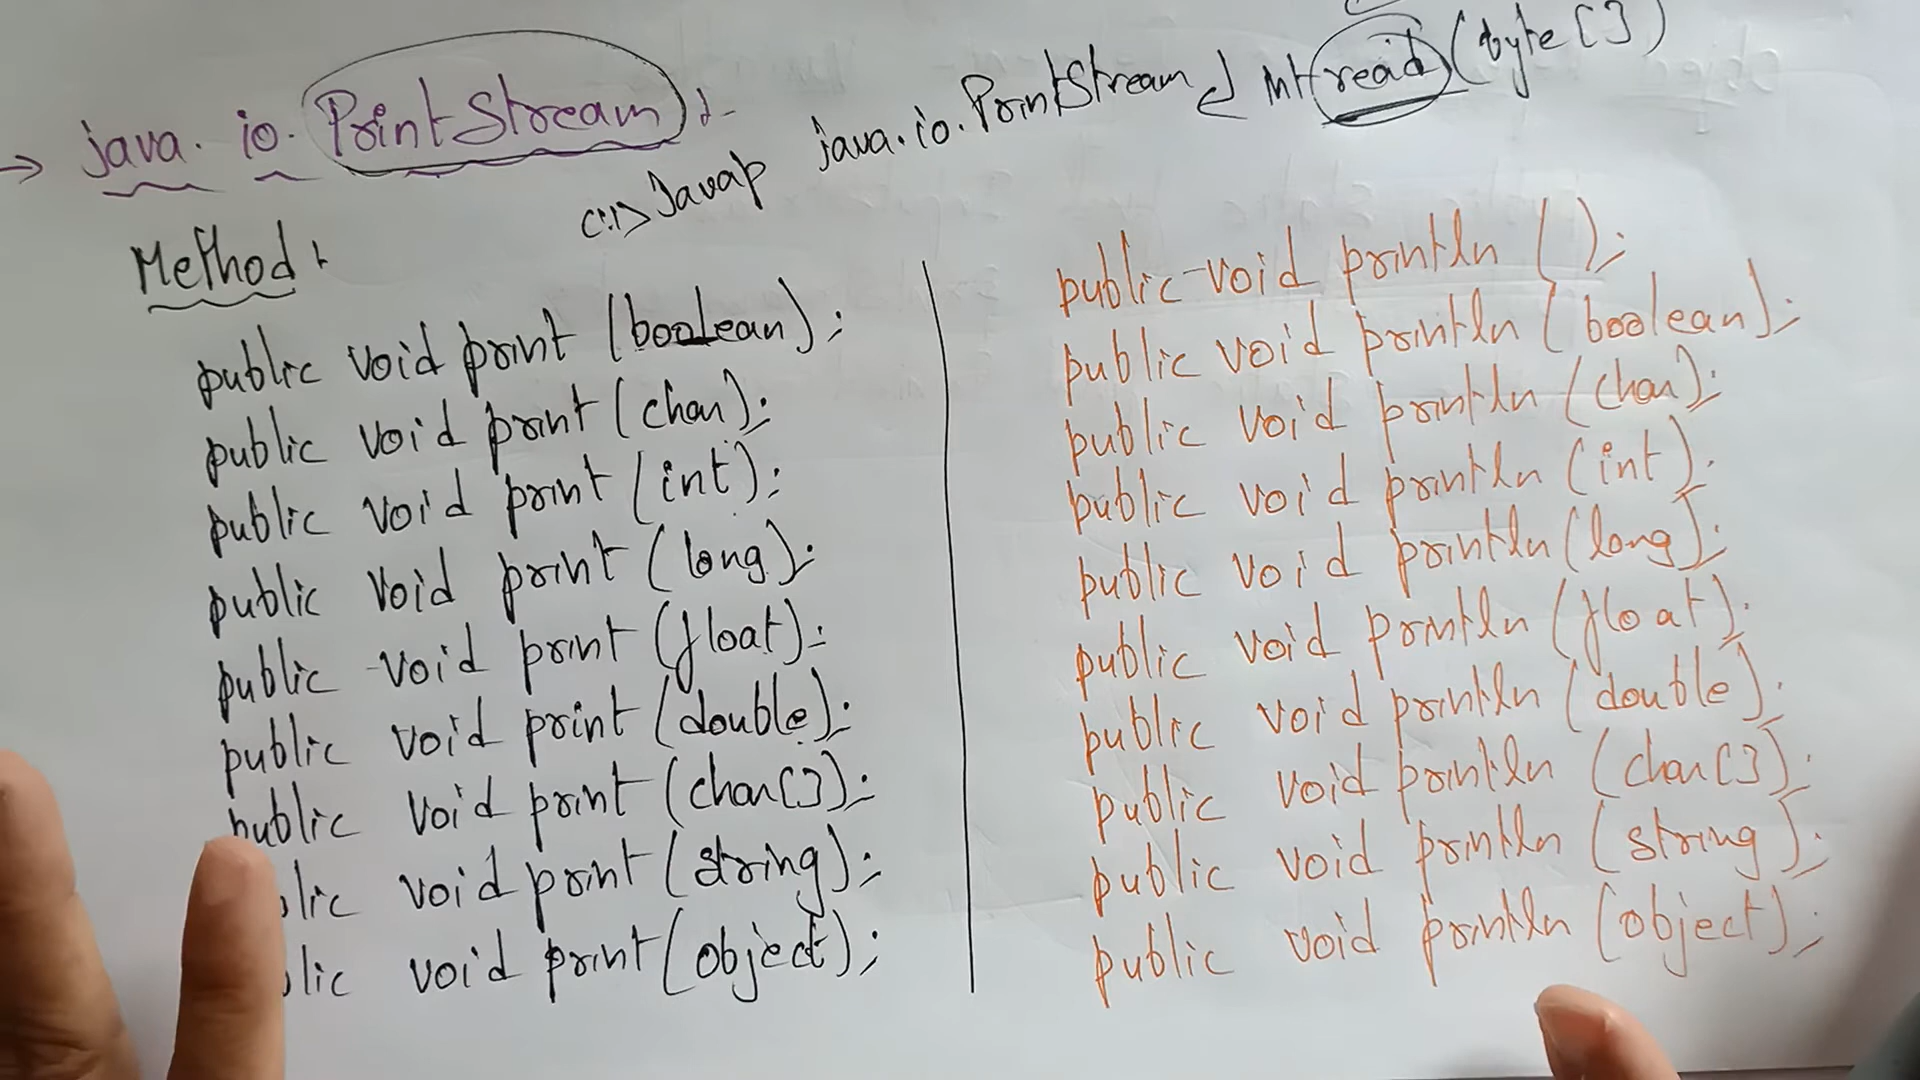 → java.io.PrintStream :-
C:\> Javap java.io.PrintStream ↲
int read (byte[])
Method :
public void print (boolean);
public void print (char);
public void print (int);
public void print (long);
public void print (float);
public void print (double);
public void print (char[]);
lic void print (string);
lic void print (object);
public void println ( );
public void println (boolean);
public void println (char);
public void println (int);
public void println (long);
public void println (float);
public void println (double);
public void println (char[]);
public void println (string);
public void println (object);